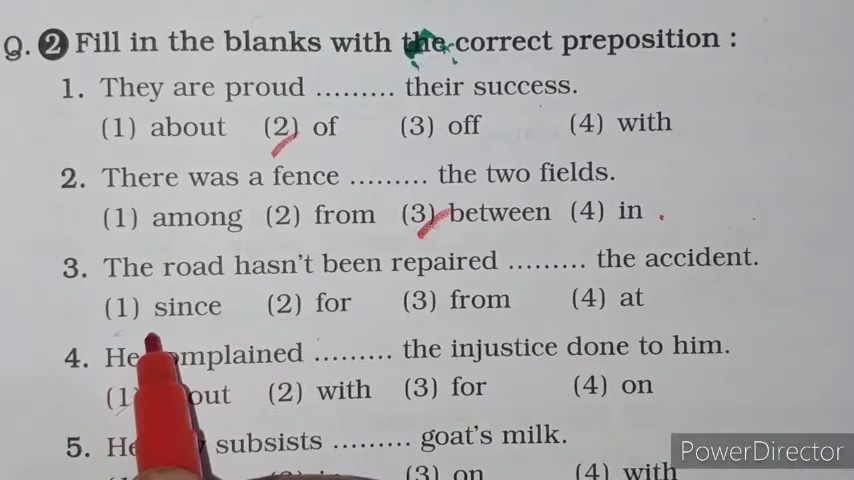 Q. 2 Fill in the blanks with the correct preposition :
1. They are proud ......... their success.
(1) about (2) of (3) off (4) with
2. There was a fence ......... the two fields.
(1) among (2) from (3) between (4) in
3. The road hasn't been repaired ......... the accident.
(1) since (2) for (3) from (4) at
4. He complained ......... the injustice done to him.
(1) (2) with (3) for (4) on
5. subsists ......... goat's milk.
(3) on (4) with
PowerDirector